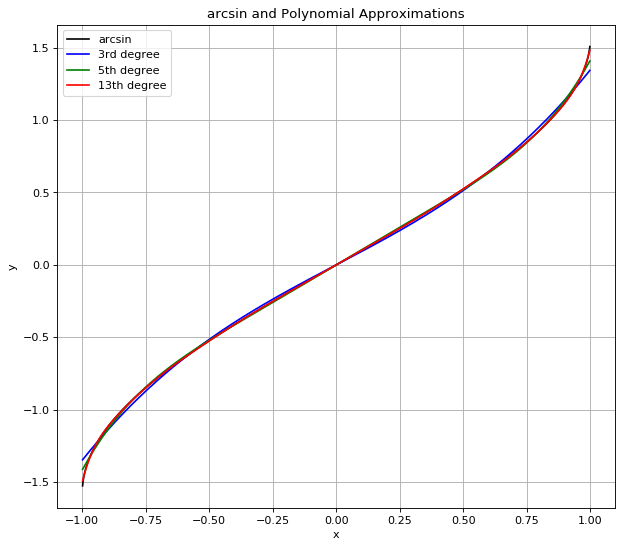 arcsin and Polynomial Approximations
arcsin
3rd degree
5th degree
13th degree
1.5
1.0
0.5
0.0
−0.5
−1.0
−1.5
y
−1.00 −0.75 −0.50 −0.25 0.00 0.25 0.50 0.75 1.00
x